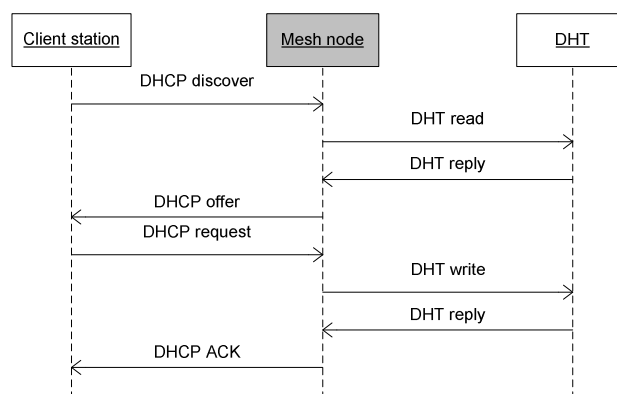 Client station
Mesh node
DHT
DHCP discover
DHT read
DHT reply
DHCP offer
DHCP request
DHT write
DHT reply
DHCP ACK